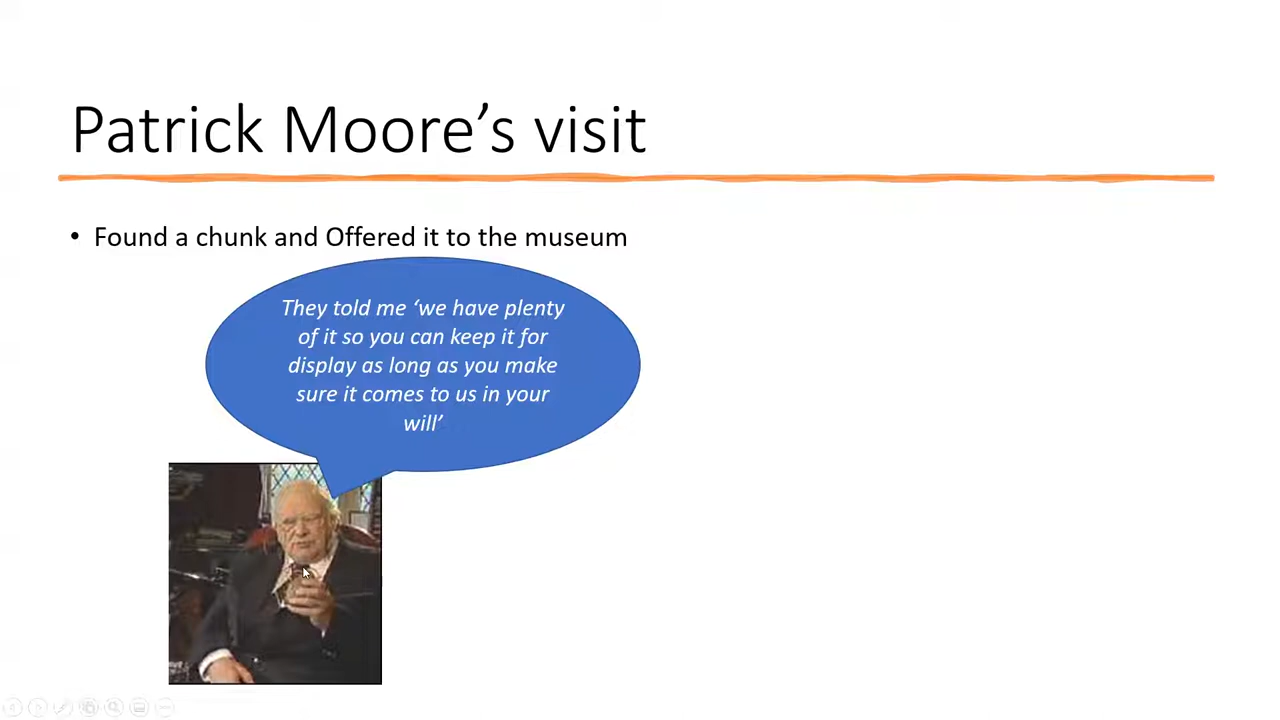 Patrick Moore’s visit
• Found a chunk and Offered it to the museum
They told me ‘we have plenty
of it so you can keep it for
display as long as you make
sure it comes to us in your
will’